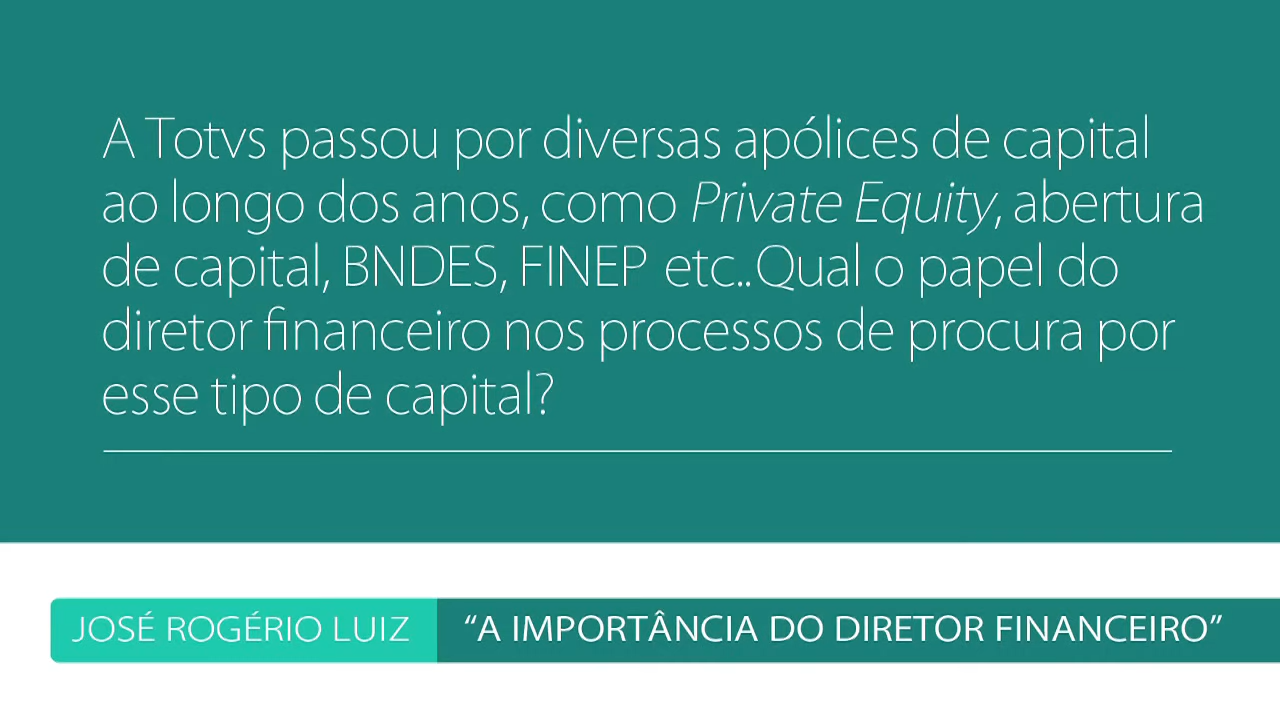 A Totvs passou por diversas apólices de capital
ao longo dos anos, como Private Equity, abertura
de capital, BNDES, FINEP etc..Qual o papel do
diretor financeiro nos processos de procura por
esse tipo de capital?
JOSÉ ROGÉRIO LUIZ
“A IMPORTÂNCIA DO DIRETOR FINANCEIRO”